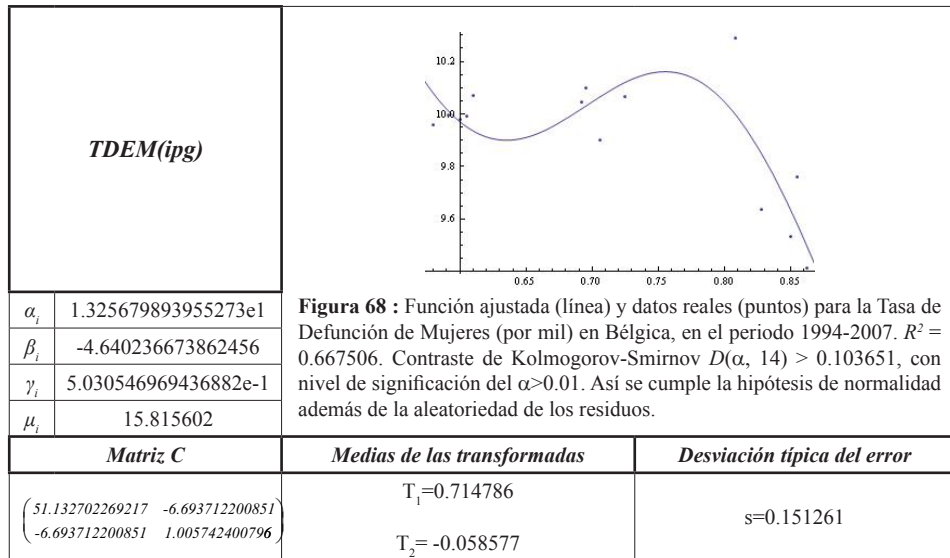 TDEM(ipg)
10.2
10.0
9.8
9.6
0.65 0.70 0.75 0.80 0.85
αᵢ 1.325679893955273e1
βᵢ -4.640236673862456
γᵢ 5.030546969436882e-1
μᵢ 15.815602
Figura 68 : Función ajustada (línea) y datos reales (puntos) para la Tasa de
Defunción de Mujeres (por mil) en Bélgica, en el periodo 1994-2007. R² =
0.667506. Contraste de Kolmogorov-Smirnov D(α, 14) > 0.103651, con
nivel de significación del α>0.01. Así se cumple la hipótesis de normalidad
además de la aleatoriedad de los residuos.
Matriz C Medias de las transformadas Desviación típica del error
51.132702269217 -6.693712200851
-6.693712200851 1.005742400796
T₁=0.714786
T₂= -0.058577
s=0.151261